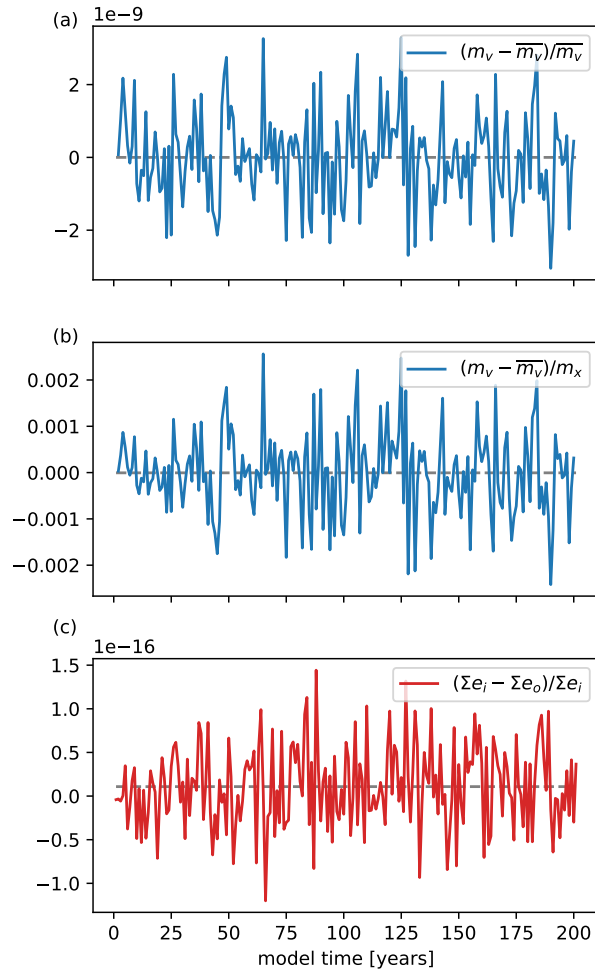 (a)
1e−9
(m_v − \overline{m_v})/\overline{m_v}
2
0
−2
(b)
(m_v − \overline{m_v})/m_x
0.002
0.001
0.000
−0.001
−0.002
(c)
1e−16
(Σe_i − Σe_o)/Σe_i
1.5
1.0
0.5
0.0
−0.5
−1.0
0 25 50 75 100 125 150 175 200
model time [years]